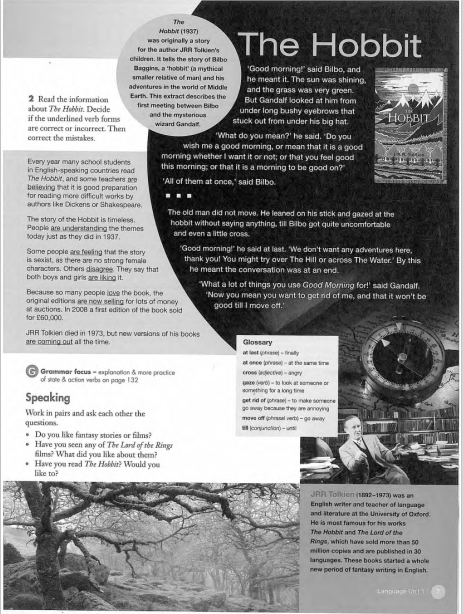 The
Hobbit (1937)
was originally a story
for the author JRR Tolkien's
children. It tells the story of Bilbo
Baggins, a 'hobbit' (a mythical
smaller relative of man) and his
adventures in the world of Middle
Earth. This extract describes the
first meeting between Bilbo
and the mysterious
wizard Gandalf.
The Hobbit
'Good morning!' said Bilbo, and
he meant it. The sun was shining,
and the grass was very green.
But Gandalf looked at him from
under long bushy eyebrows that
stuck out from under his big hat.
'What do you mean?' he said. 'Do you
wish me a good morning, or mean that it is a good
morning whether I want it or not; or that you feel good
this morning; or that it is a morning to be good on?'
'All of them at once,' said Bilbo.
The old man did not move. He leaned on his stick and gazed at the
hobbit without saying anything, till Bilbo got quite uncomfortable
and even a little cross.
'Good morning!' he said at last. 'We don't want any adventures here,
thank you! You might try over The Hill or across The Water.' By this
he meant the conversation was at an end.
'What a lot of things you use Good Morning for!' said Gandalf.
'Now you mean you want to get rid of me, and that it won't be
good till I move off.'
HOBBIT
2 Read the information
about The Hobbit. Decide
if the underlined verb forms
are correct or incorrect. Then
correct the mistakes.
Every year many school students
in English-speaking countries read
The Hobbit, and some teachers are
believing that it is good preparation
for reading more difficult works by
authors like Dickens or Shakespeare.
The story of the Hobbit is timeless.
People are understanding the themes
today just as they did in 1937.
Some people are feeling that the story
is sexist, as there are no strong female
characters. Others disagree. They say that
both boys and girls are liking it.
Because so many people love the book, the
original editions are now selling for lots of money
at auctions. In 2008 a first edition of the book sold
for £60,000.
JRR Tolkien died in 1973, but new versions of his books
are coming out all the time.
G Grammar focus – explanation & more practice
of state & action verbs on page 132
Speaking
Work in pairs and ask each other the
questions.
• Do you like fantasy stories or films?
• Have you seen any of The Lord of the Rings
films? What did you like about them?
• Have you read The Hobbit? Would you
like to?
Glossary
at last (phrase) – finally
at once (phrase) – at the same time
cross (adjective) – angry
gaze (verb) – to look at someone or
something for a long time
get rid of (phrase) – to make someone
go away because they are annoying
move off (phrasal verb) – go away
till (conjunction) – until
JRR Tolkien (1892–1973) was an
English writer and teacher of language
and literature at the University of Oxford.
He is most famous for his works
The Hobbit and The Lord of the
Rings, which have sold more than 50
million copies and are published in 30
languages. These books started a whole
new period of fantasy writing in English.
Language Unit 1 7